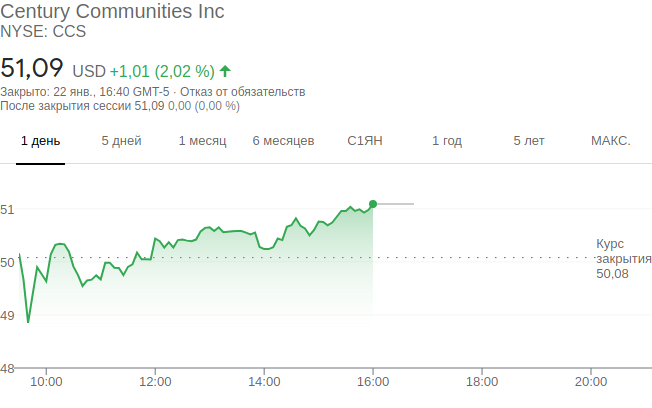 Century Communities Inc
NYSE: CCS
51,09 USD +1,01 (2,02 %)
Закрыто: 22 янв., 16:40 GMT-5 · Отказ от обязательств
После закрытия сессии 51,09 0,00 (0,00 %)
1 день 5 дней 1 месяц 6 месяцев С1ЯН 1 год 5 лет МАКС.
51
Курс
50 закрытия
50,08
49
48
10:00 12:00 14:00 16:00 18:00 20:00